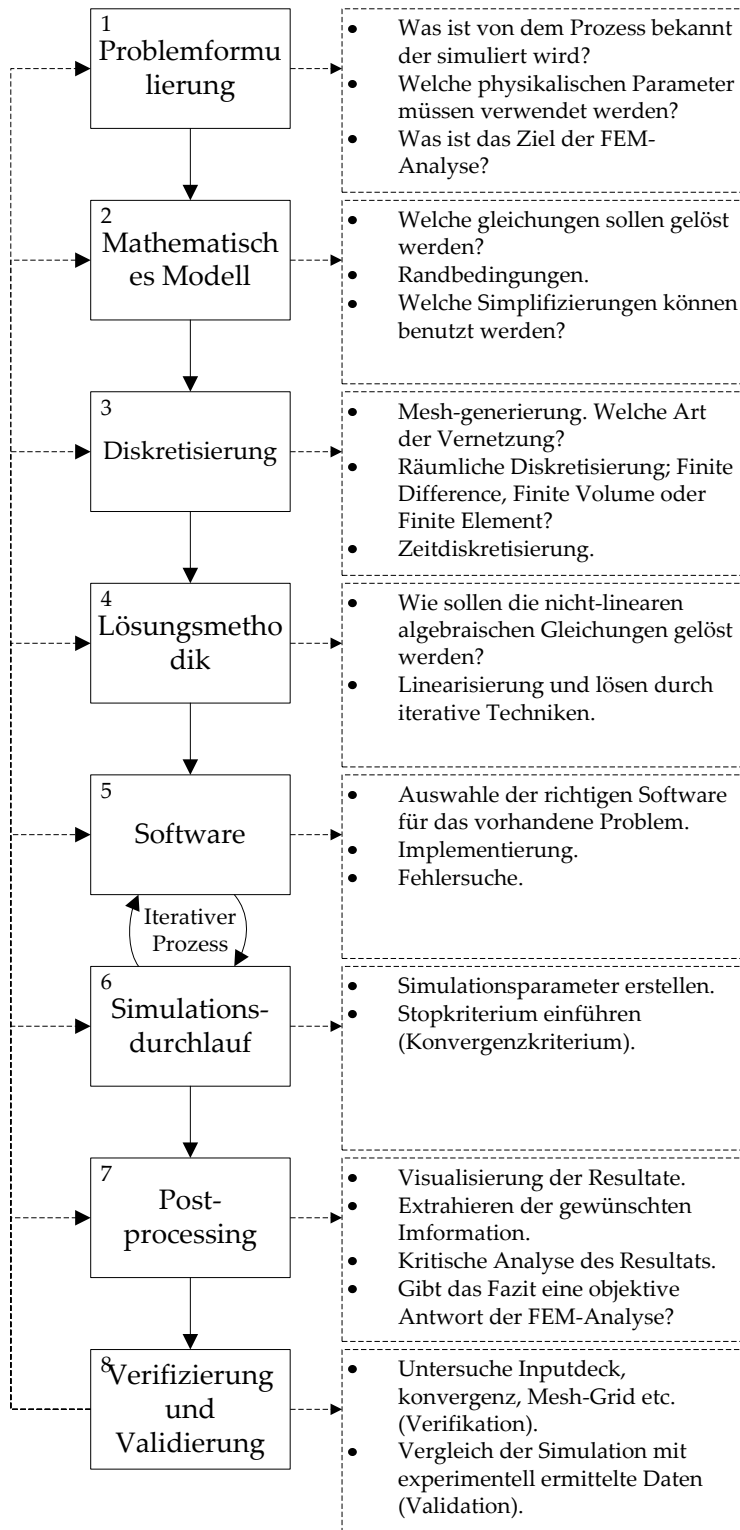 1
Problemformu
lierung
• Was ist von dem Prozess bekannt
der simuliert wird?
• Welche physikalischen Parameter
müssen verwendet werden?
• Was ist das Ziel der FEM-
Analyse?
2
Mathematisch
es Modell
• Welche gleichungen sollen gelöst
werden?
• Randbedingungen.
• Welche Simplifizierungen können
benutzt werden?
3
Diskretisierung
• Mesh-generierung. Welche Art
der Vernetzung?
• Räumliche Diskretisierung; Finite
Difference, Finite Volume oder
Finite Element?
• Zeitdiskretisierung.
4
Lösungsmetho
dik
• Wie sollen die nicht-linearen
algebraischen Gleichungen gelöst
werden?
• Linearisierung und lösen durch
iterative Techniken.
5
Software
• Auswahle der richtigen Software
für das vorhandene Problem.
• Implementierung.
• Fehlersuche.
Iterativer
Prozess
6
Simulations-
durchlauf
• Simulationsparameter erstellen.
• Stopkriterium einführen
(Konvergenzkriterium).
7
Post-
processing
• Visualisierung der Resultate.
• Extrahieren der gewünschten
Imformation.
• Kritische Analyse des Resultats.
• Gibt das Fazit eine objektive
Antwort der FEM-Analyse?
8
Verifizierung
und
Validierung
• Untersuche Inputdeck,
konvergenz, Mesh-Grid etc.
(Verifikation).
• Vergleich der Simulation mit
experimentell ermittelte Daten
(Validation).